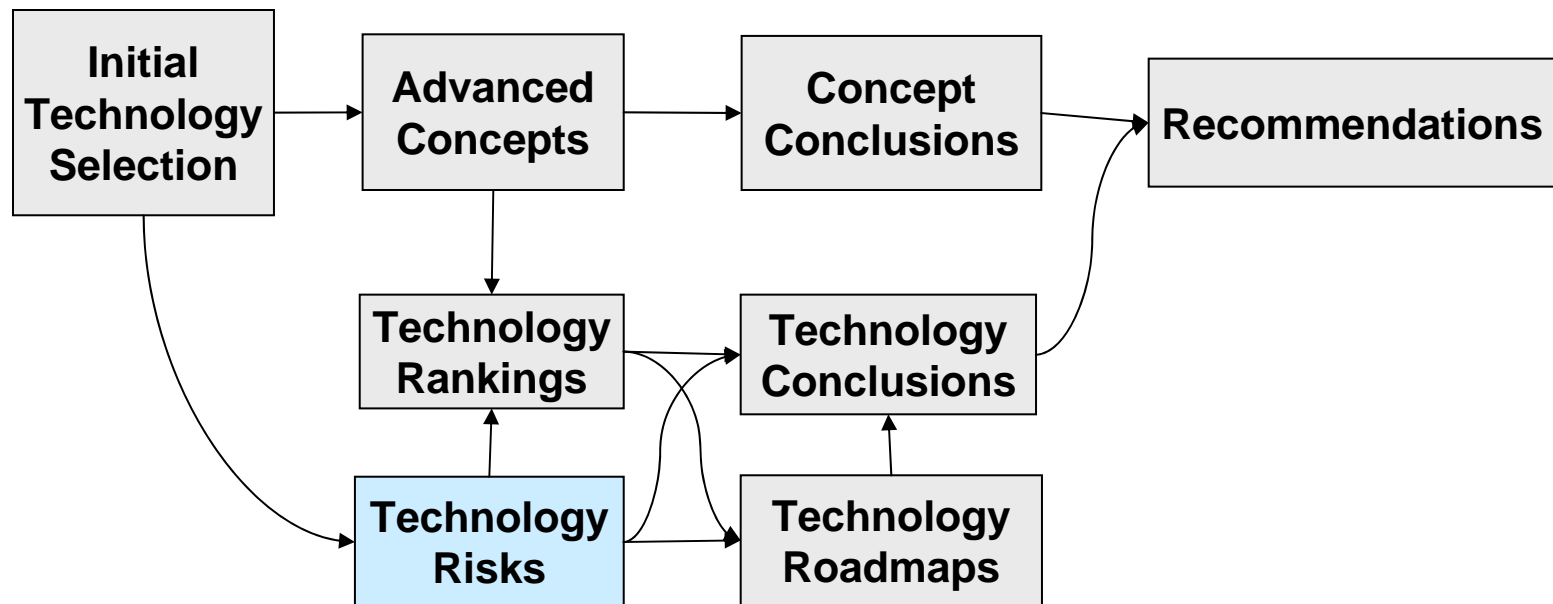 Initial
Technology
Selection
Advanced
Concepts
Concept
Conclusions
Recommendations
Technology
Rankings
Technology
Conclusions
Technology
Risks
Technology
Roadmaps